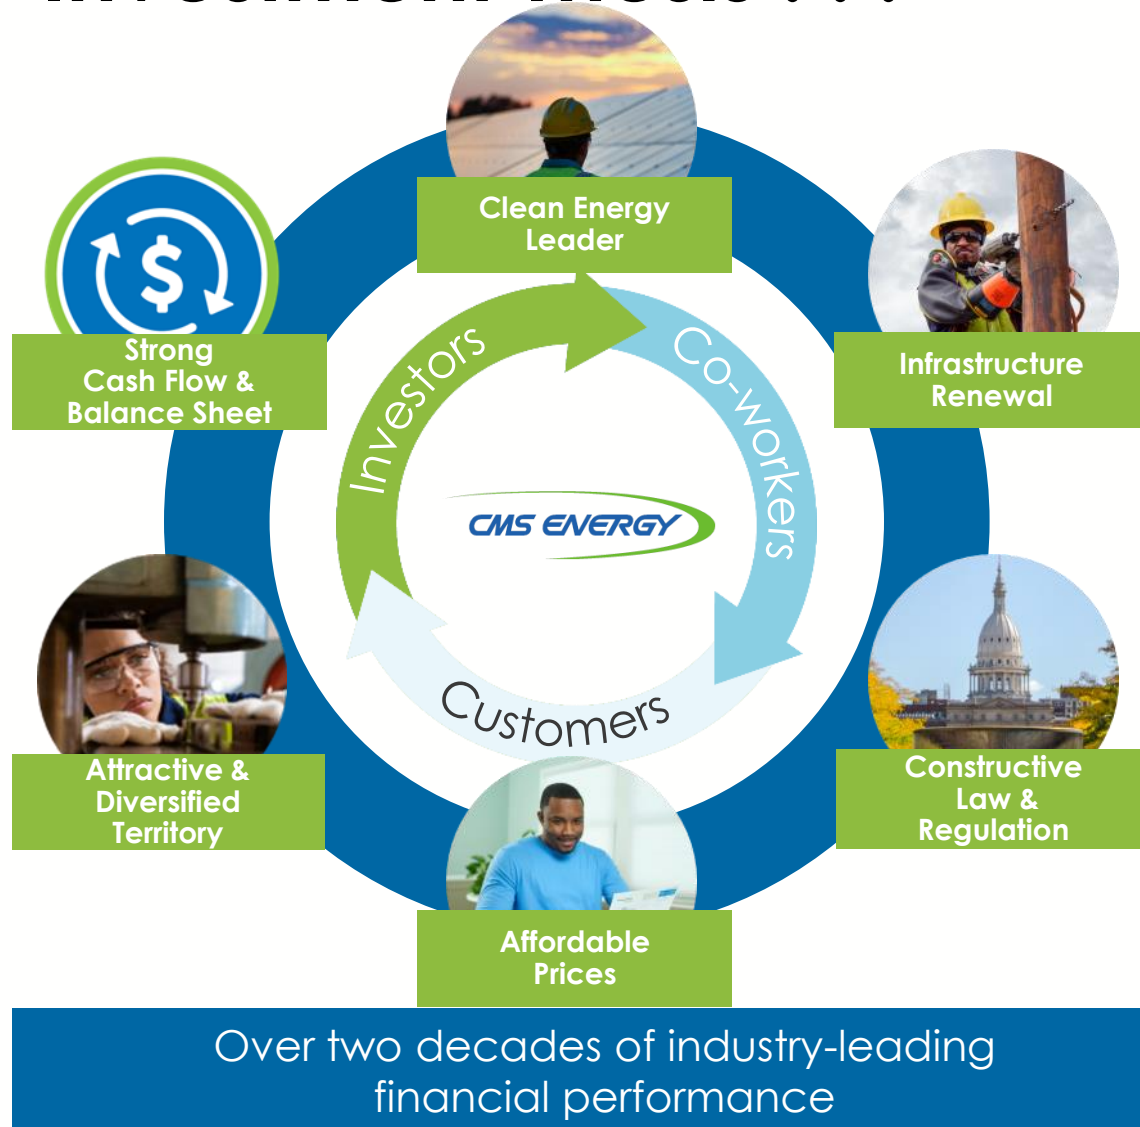 Clean Energy
Leader
Infrastructure
Renewal
Constructive
Law &
Regulation
Affordable
Prices
Attractive &
Diversified
Territory
$
Strong
Cash Flow &
Balance Sheet
Investors
Co-workers
Customers
CMS ENERGY
Over two decades of industry-leading
financial performance